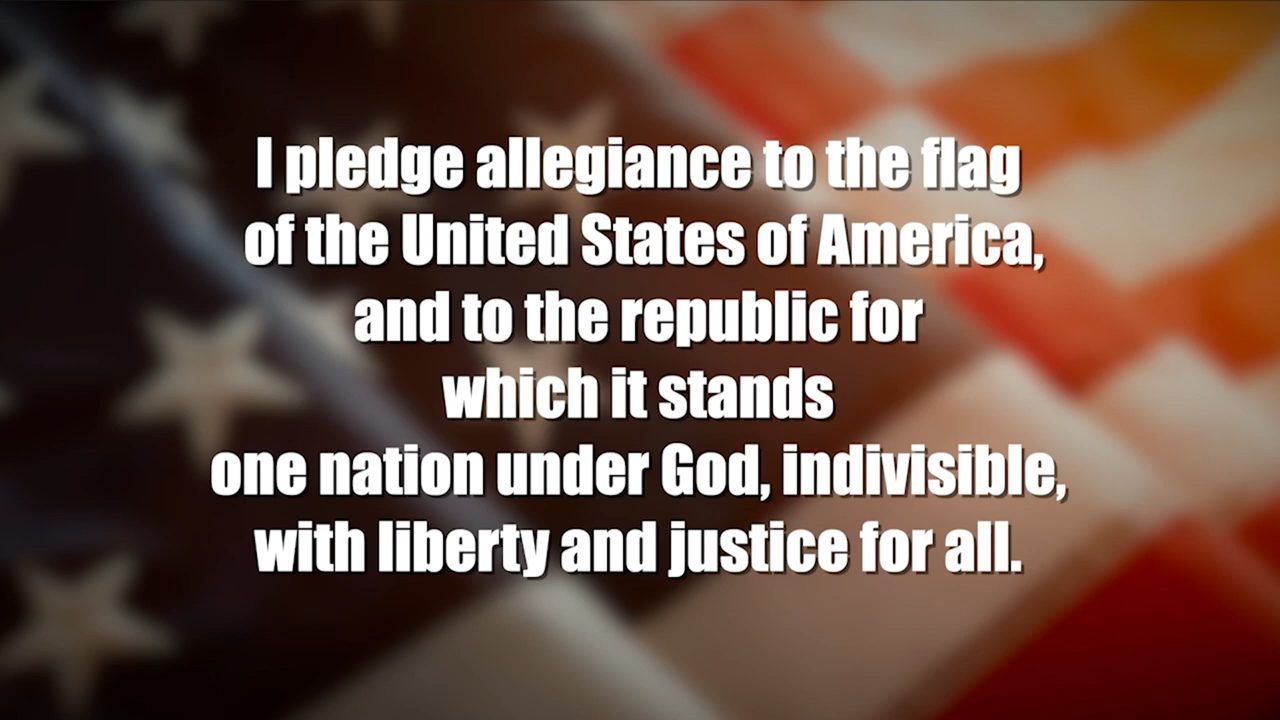 I pledge allegiance to the flag
of the United States of America,
and to the republic for
which it stands
one nation under God, indivisible,
with liberty and justice for all.